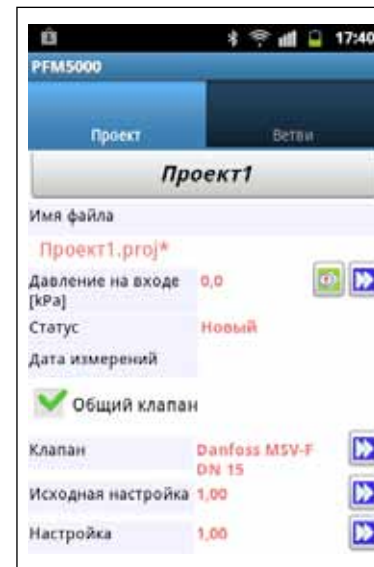 17:40
PFM5000
Проект
Ветви
Проект1
Имя файла
Проект1.proj*
Давление на входе 0,0
[kPa]
Статус Новый
Дата измерений
Общий клапан
Клапан Danfoss MSV-F
DN 15
Исходная настройка 1,00
Настройка 1,00